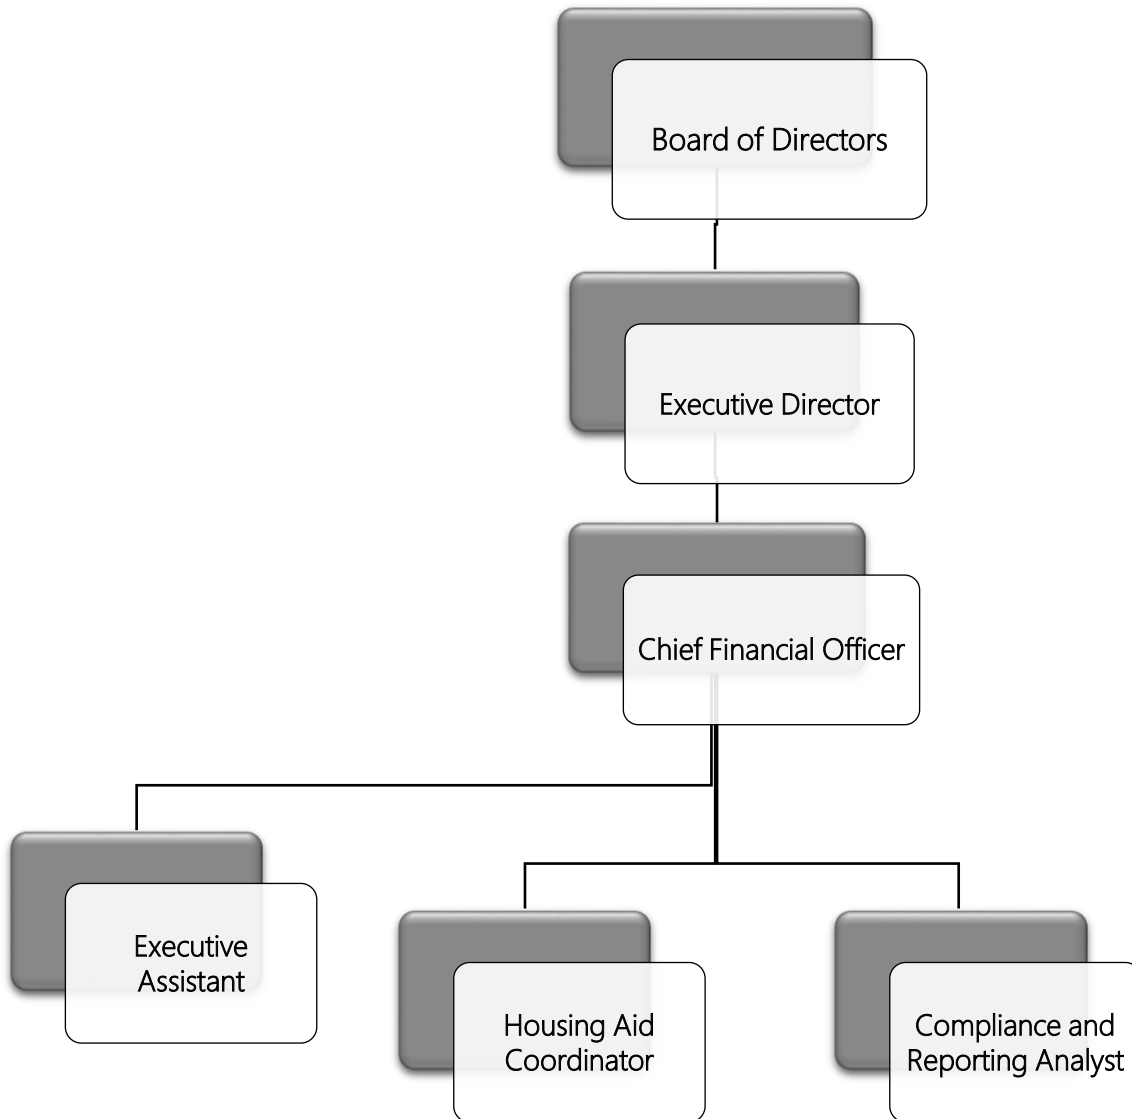 Board of Directors
Executive Director
Chief Financial Officer
Executive
Assistant
Housing Aid
Coordinator
Compliance and
Reporting Analyst